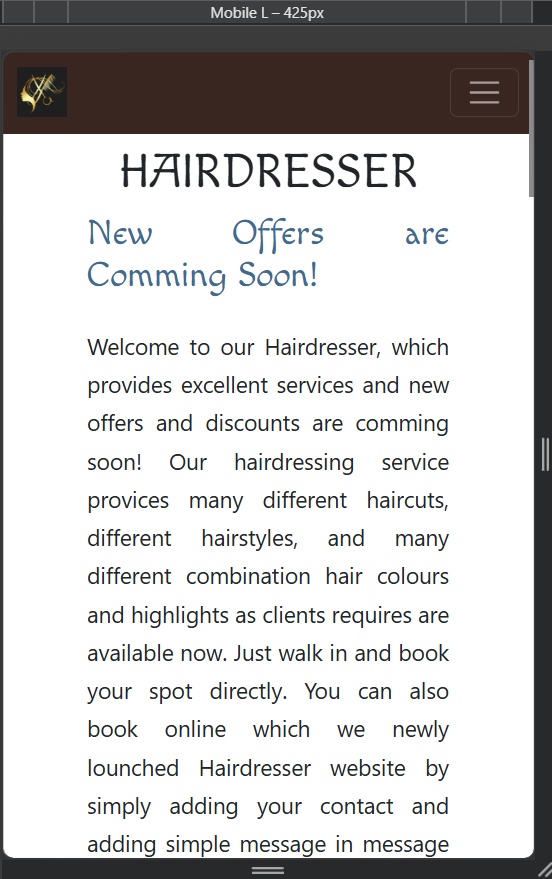 Mobile L – 425px
HAIRDRESSER
New Offers are
Comming Soon!
Welcome to our Hairdresser, which
provides excellent services and new
offers and discounts are comming
soon! Our hairdressing service
provices many different haircuts,
different hairstyles, and many
different combination hair colours
and highlights as clients requires are
available now. Just walk in and book
your spot directly. You can also
book online which we newly
lounched Hairdresser website by
simply adding your contact and
adding simple message in message